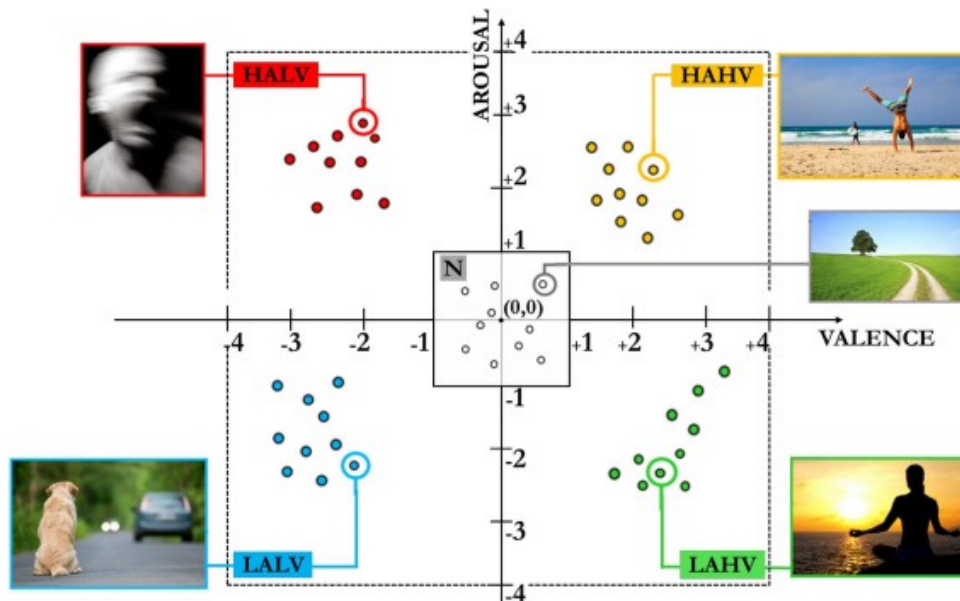 AROUSAL
+4
HALV
HAHV
+3
+2
+1
N
(0,0)
-4 -3 -2 -1 +1 +2 +3 +4
VALENCE
-1
-2
-3
LALV
LAHV
-4